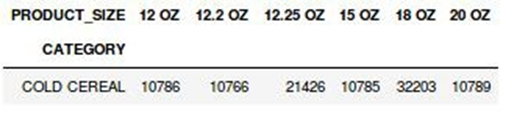 PRODUCT_SIZE 12 OZ 12.2 OZ 12.25 OZ 15 OZ 18 OZ 20 OZ
CATEGORY
COLD CEREAL 10786 10766 21426 10785 32203 10789